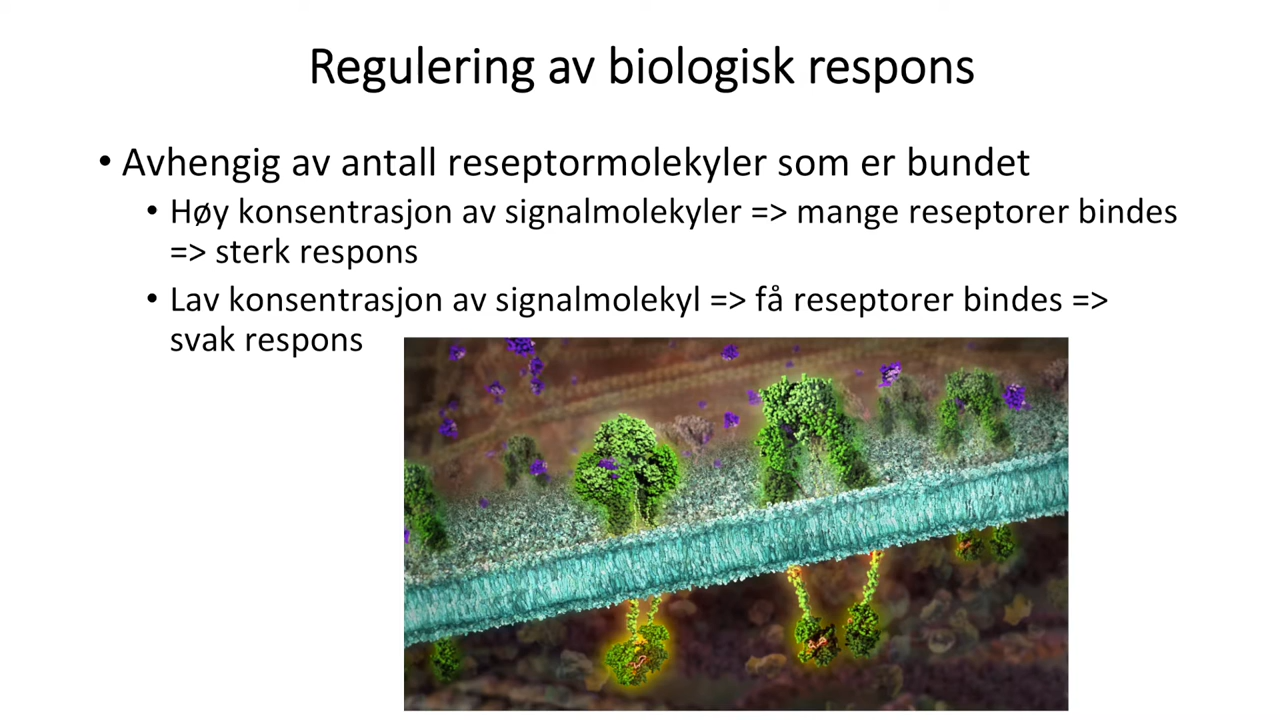 Regulering av biologisk respons
• Avhengig av antall reseptormolekyler som er bundet
• Høy konsentrasjon av signalmolekyler => mange reseptorer bindes
=> sterk respons
• Lav konsentrasjon av signalmolekyl => få reseptorer bindes =>
svak respons